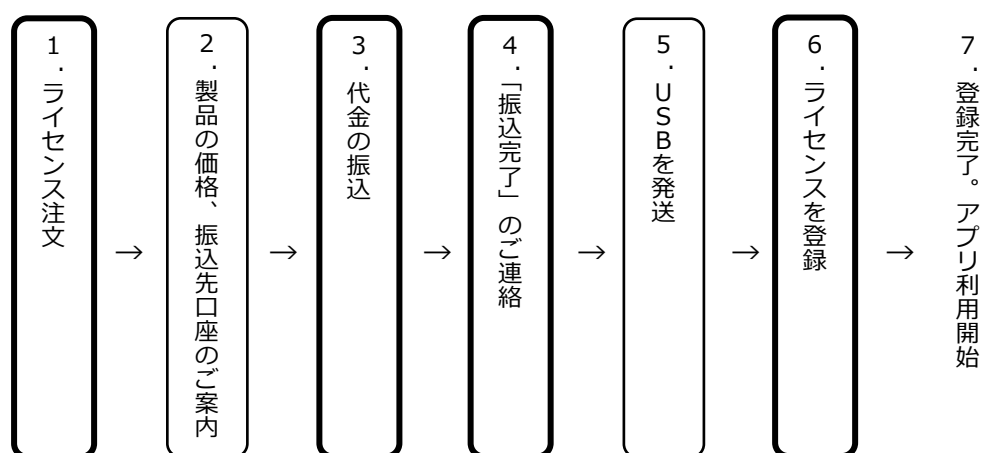 1．ライセンス注文
→
2．製品の価格、振込先口座のご案内
→
3．代金の振込
→
4．「振込完了」のご連絡
→
5．USBを発送
→
6．ライセンスを登録
→
7．登録完了。アプリ利用開始